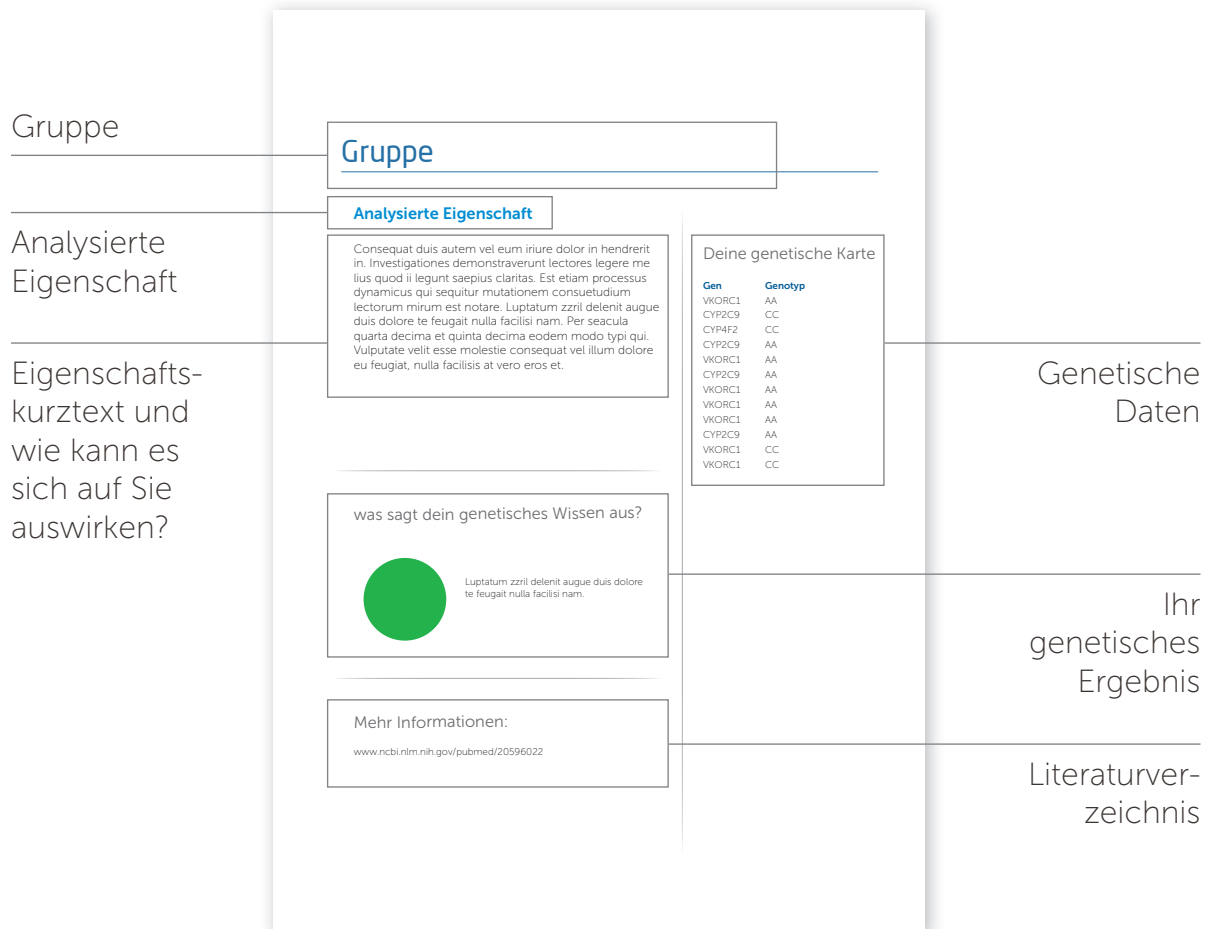 Gruppe
Analysierte
Eigenschaft
Eigenschafts-
kurztext und
wie kann es
sich auf Sie
auswirken?
Gruppe
Analysierte Eigenschaft
Consequat duis autem vel eum iriure dolor in hendrerit
in. Investigationes demonstraverunt lectores legere me
lius quod ii legunt saepius claritas. Est etiam processus
dynamicus qui sequitur mutationem consuetudium
lectorum mirum est notare. Luptatum zzril delenit augue
duis dolore te feugait nulla facilisi nam. Per seacula
quarta decima et quinta decima eodem modo typi qui.
Vulputate velit esse molestie consequat vel illum dolore
eu feugiat, nulla facilisis at vero eros et.
was sagt dein genetisches Wissen aus?
Luptatum zzril delenit augue duis dolore
te feugait nulla facilisi nam.
Mehr Informationen:
www.ncbi.nlm.nih.gov/pubmed/20596022
Deine genetische Karte
Gen Genotyp
VKORC1 AA
CYP2C9 CC
CYP4F2 CC
CYP2C9 AA
VKORC1 AA
CYP2C9 AA
VKORC1 AA
VKORC1 AA
VKORC1 AA
CYP2C9 AA
VKORC1 CC
VKORC1 CC
Genetische
Daten
Ihr
genetisches
Ergebnis
Literaturver-
zeichnis